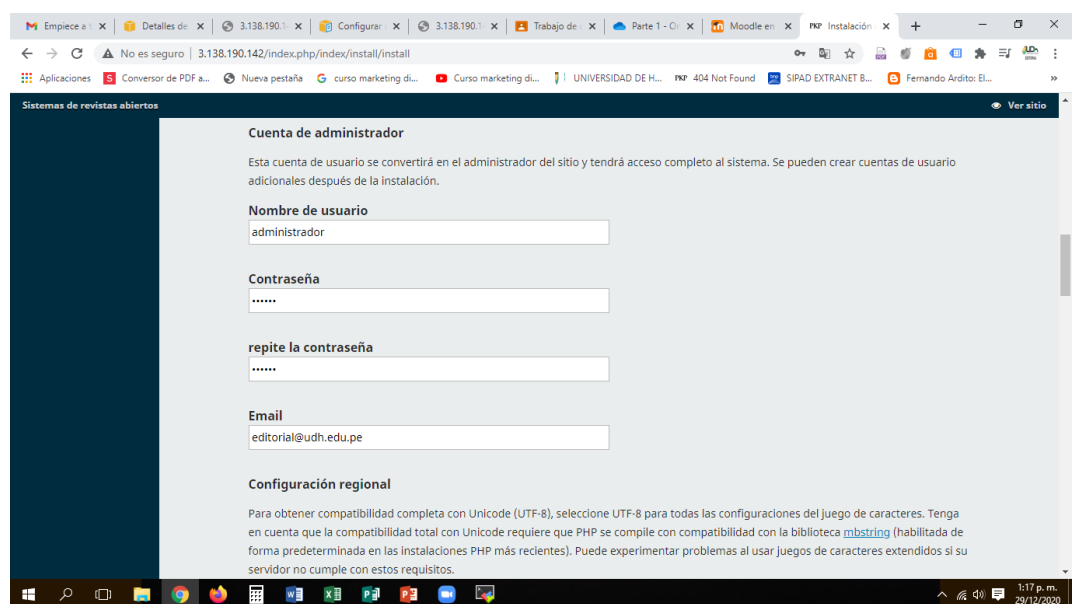 Empiece a t
Detalles de
3.138.190.1
Configurar
3.138.190.1
Trabajo de
Parte 1 - On
Moodle en
PKP Instalación
No es seguro | 3.138.190.142/index.php/index/install/install
Aplicaciones
S Conversor de PDF a...
Nueva pestaña
G curso marketing di...
Curso marketing di...
UNIVERSIDAD DE H...
PKP 404 Not Found
SIPAD EXTRANET B...
Fernando Ardito: El...
»
Sistemas de revistas abiertos
Ver sitio
Cuenta de administrador
Esta cuenta de usuario se convertirá en el administrador del sitio y tendrá acceso completo al sistema. Se pueden crear cuentas de usuario
adicionales después de la instalación.
Nombre de usuario
administrador
Contraseña
••••••
repite la contraseña
••••••
Email
editorial@udh.edu.pe
Configuración regional
Para obtener compatibilidad completa con Unicode (UTF-8), seleccione UTF-8 para todas las configuraciones del juego de caracteres. Tenga
en cuenta que la compatibilidad total con Unicode requiere que PHP se compile con compatibilidad con la biblioteca mbstring (habilitada de
forma predeterminada en las instalaciones PHP más recientes). Puede experimentar problemas al usar juegos de caracteres extendidos si su
servidor no cumple con estos requisitos.
1:17 p. m.
29/12/2020